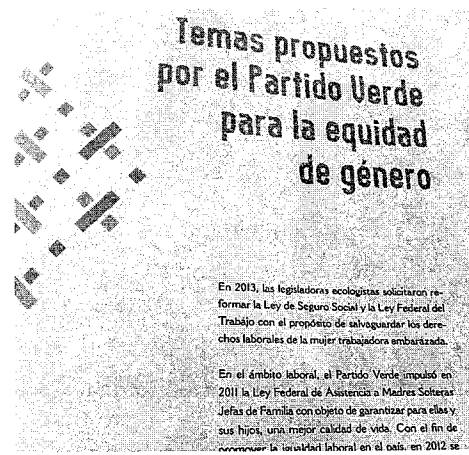 Temas propuestos
por el Partido Verde
para la equidad
de género
En 2013, las legisladoras ecologistas solicitaron re-
formar la Ley de Seguro Social y la Ley Federal del
Trabajo con el propósito de salvaguardar los dere-
chos laborales de la mujer trabajadora embarazada.
En el ámbito laboral, el Partido Verde impulsó en
2011 la Ley Federal de Asistencia a Madres Solteras
Jefas de Familia con objeto de garantizar para ellas y
sus hijos, una mejor calidad de vida. Con el fin de
promover la igualdad laboral en el país, en 2012 se